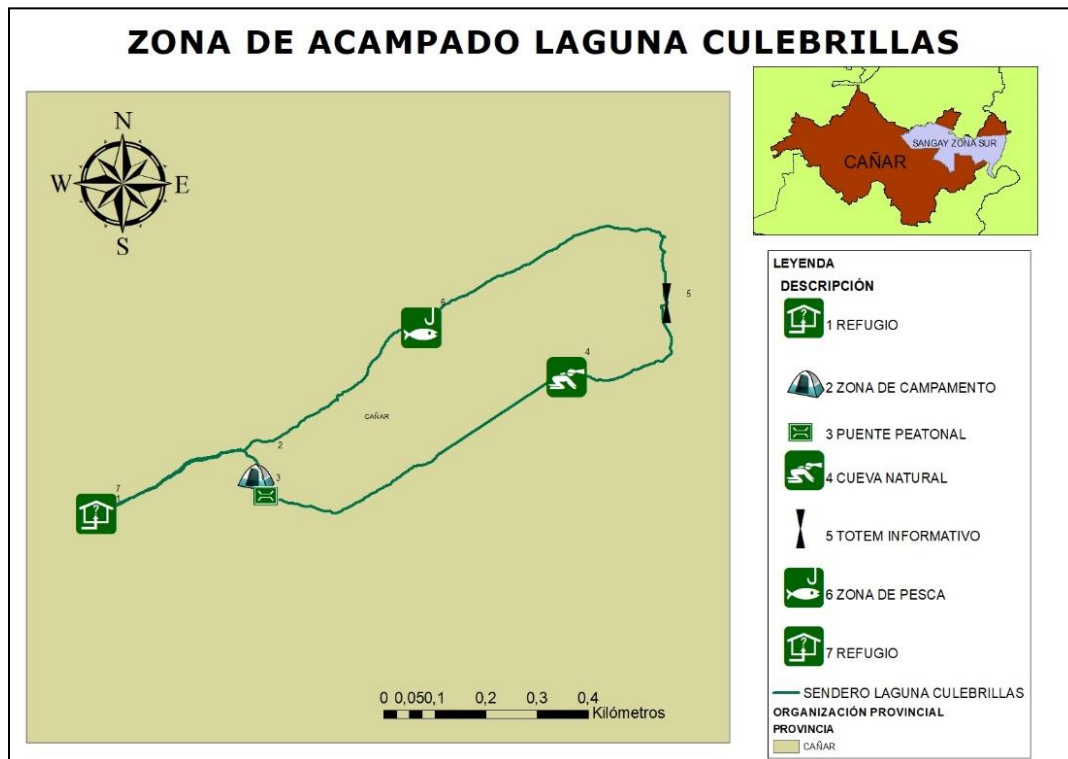 ZONA DE ACAMPADO LAGUNA CULEBRILLAS
N
W E
S
6
5
4
CAÑAR
2
3
7
1
0 0,050,1 0,2 0,3 0,4
Kilómetros
SANGAY ZONA SUR
CAÑAR
LEYENDA
DESCRIPCIÓN
1 REFUGIO
2 ZONA DE CAMPAMENTO
3 PUENTE PEATONAL
4 CUEVA NATURAL
5 TOTEM INFORMATIVO
6 ZONA DE PESCA
7 REFUGIO
SENDERO LAGUNA CULEBRILLAS
ORGANIZACIÓN PROVINCIAL
PROVINCIA
CAÑAR